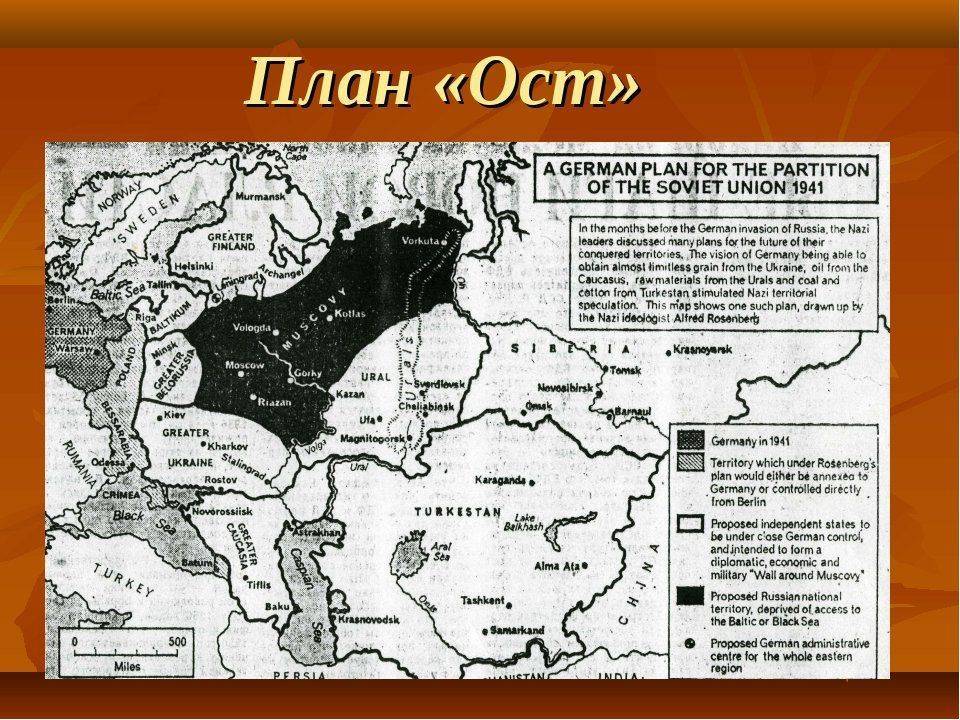 План «Ост»
A GERMAN PLAN FOR THE PARTITION
OF THE SOVIET UNION 1941
In the months before the German invasion of Russia, the Nazi
leaders discussed many plans for the future of their
conquered territories. The vision of Germany being able to
obtain almost limitless grain from the Ukraine, oil from the
Caucasus, raw materials from the Urals and coal and
cotton from Turkestan stimulated Nazi territorial
speculation. This map shows one such plan, drawn up by
the Nazi ideologist Alfred Rosenberg
North
Cape
NORWAY
SWEDEN
Murmansk
GREATER
FINLAND
Helsinki
Archangel
Leningrad
Vorkuta
Baltic Sea
Tallin
Berlin
Riga
BALTIKUM
GERMANY
Warsaw
POLAND
Minsk
GREATER
BELORUSSIA
MUSCOVY
Kotlas
Vologda
Moscow
Gorky
Riazan
URAL
Urals
Kazan
Sverdlovsk
Ufa
Cheliabinsk
Magnitogorsk
SIBERIA
Krasnoyarsk
Tomsk
Novosibirsk
Omsk
Barnaul
BESSARABIA
RUMANIA
Kiev
GREATER
Kharkov
UKRAINE
Stalingrad
Volga
Ural
Odessa
Rostov
CRIMEA
Black Sea
Novorossiisk
GREATER
CAUCASIA
Astrakhan
Caspian
Sea
Batum
Tiflis
Baku
Krasnovodsk
TURKEY
Karaganda
TURKESTAN
Lake
Balkhash
Aral
Sea
Alma Ata
Oxus
Tashkent
Samarkand
CHINA
PERSIA
INDIA
0 500
Miles
Germany in 1941
Territory which under Rosenberg's
plan would either be annexed to
Germany or controlled directly
from Berlin
Proposed independent states to
be under close German control,
and intended to form a
diplomatic, economic and
military "Wall around Muscovy"
Proposed Russian national
territory, deprived of access to
the Baltic or Black Sea
Proposed German administrative
centre for the whole eastern
region